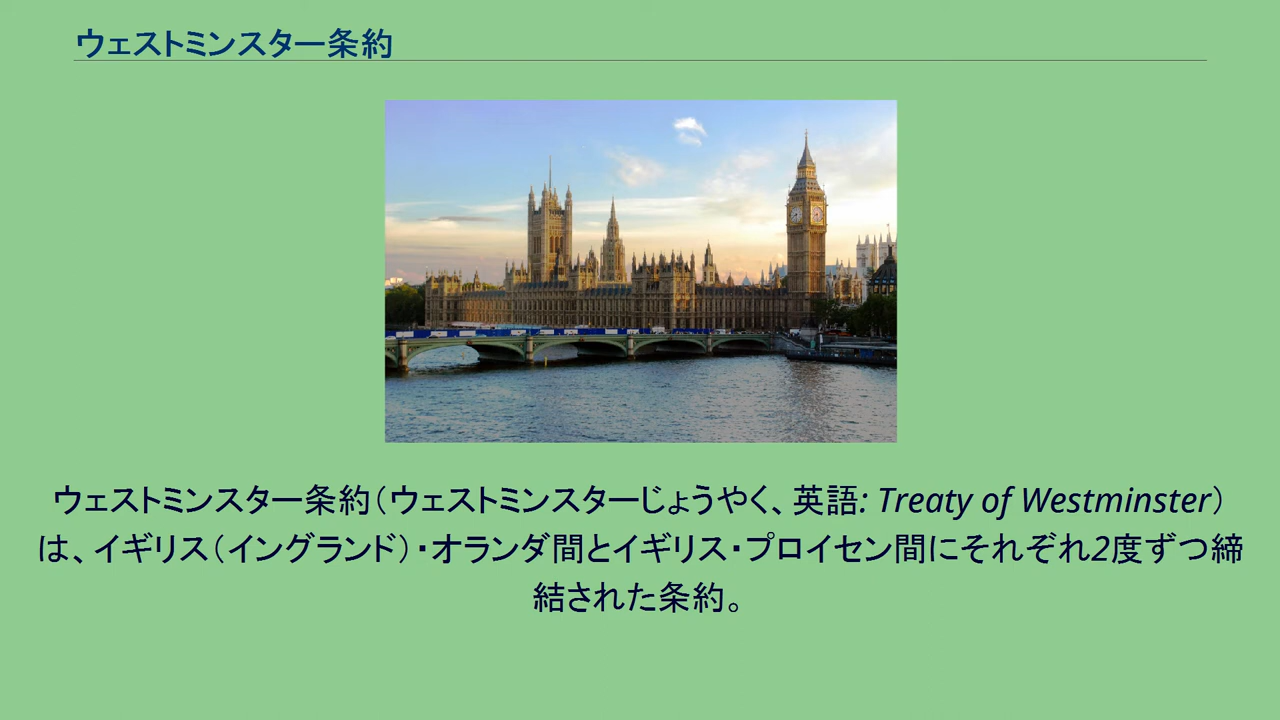 ウェストミンスター条約
ウェストミンスター条約（ウェストミンスターじょうやく、英語: Treaty of Westminster）
は、イギリス（イングランド）・オランダ間とイギリス・プロイセン間にそれぞれ2度ずつ締
結された条約。